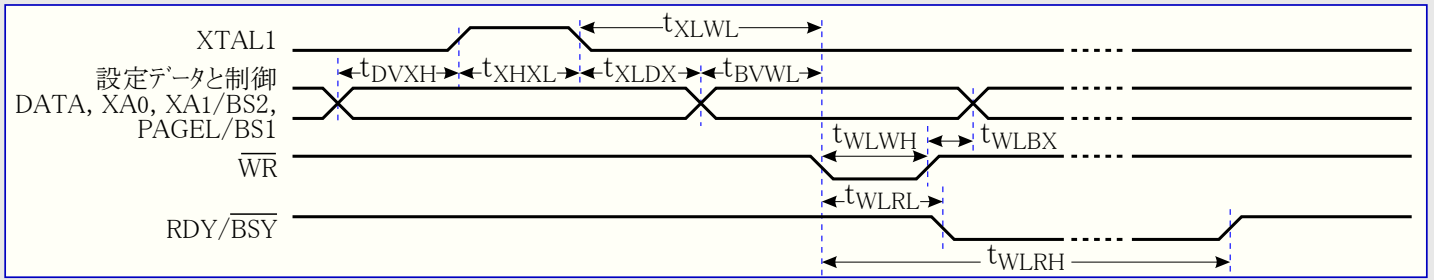 XTAL1
tXLWL
設定データと制御
DATA, XA0, XA1/BS2,
PAGEL/BS1
tDVXH
tXHXL
tXLDX
tBVWL
WR
tWLWH
tWLBX
RDY/BSY
tWLRL
tWLRH